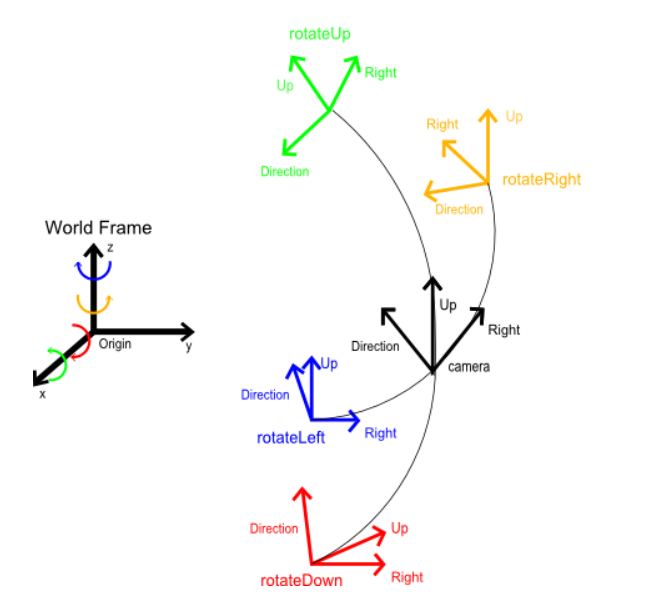 rotateUp
Up
Right
Direction
Right
Up
rotateRight
Direction
World Frame
z
Origin
y
x
Up
Right
Direction
camera
Up
Direction
Right
rotateLeft
Direction
Up
Right
rotateDown